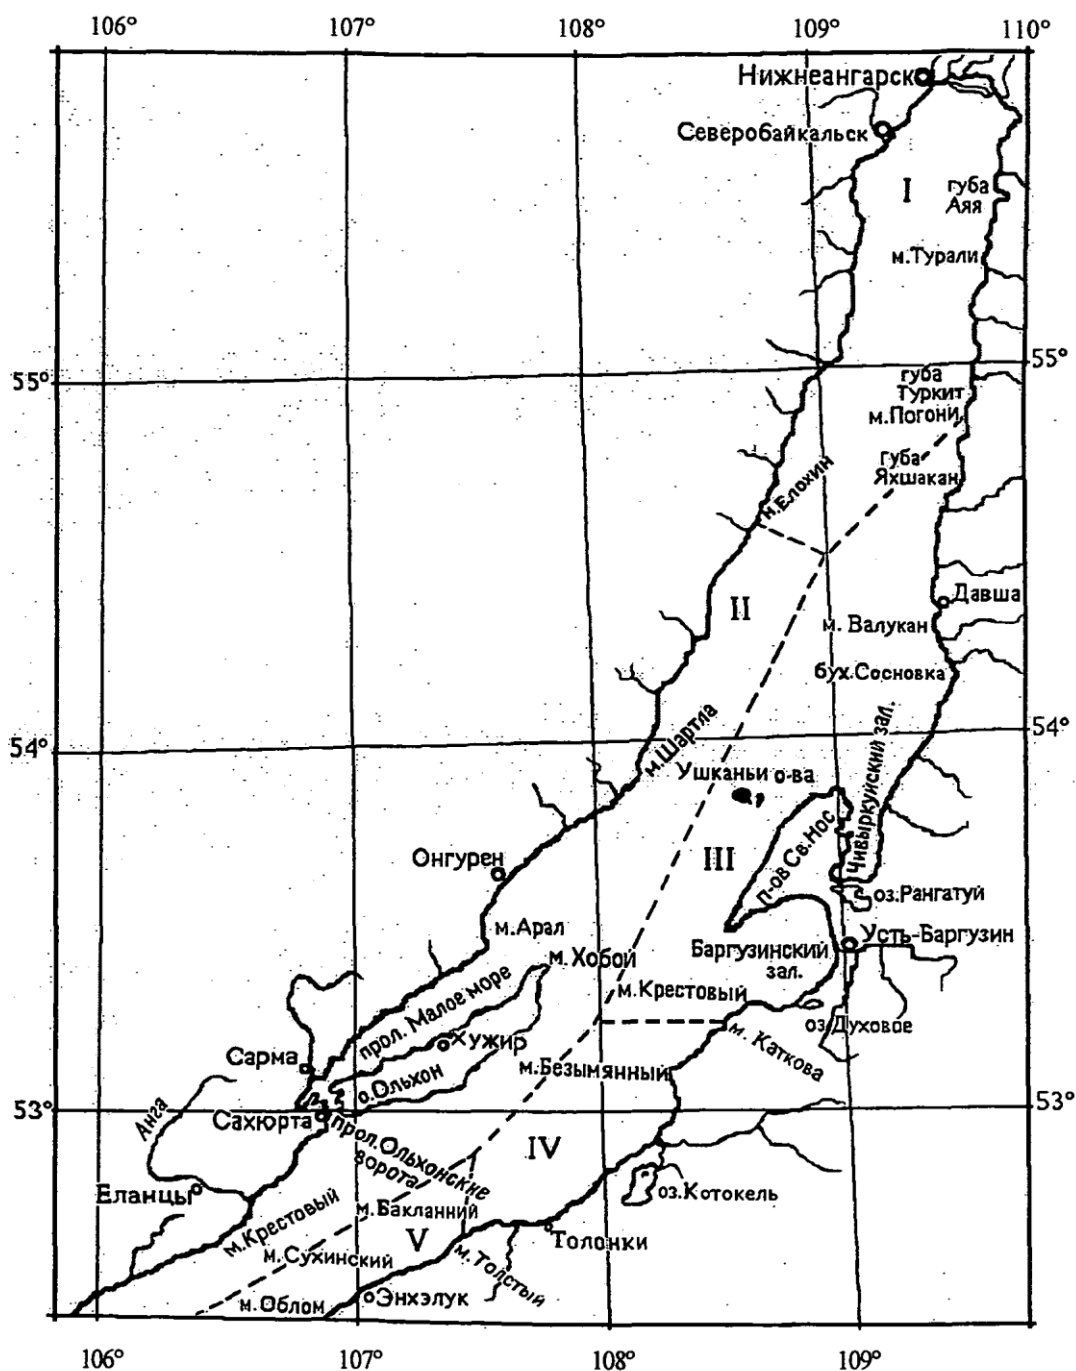 106°
107°
108°
109°
110°
Нижнеангарск
Северобайкальск
I
губа
Аяя
м.Турали
55°
55°
губа
Туркит
м.Погони
губа
Яхшакан
н.Елохин
II
Давша
м. Валукан
бух.Сосновка
54°
54°
м.Шартла
Ушканьи о-ва
Чивыркуйский зал.
п-ов Св.Нос
III
Онгурен
оз.Рангатуй
м.Арал
Усть-Баргузин
Баргузинский
зал.
м.Хобой
прол. Малое море
м.Крестовый
оз.Духовое
м. Каткова
Хужир
Сарма
м.Безымянный
о.Ольхон
53°
53°
Анга
Сахюрта
прол.Ольхонские
ворота
IV
Еланцы
оз.Котокель
м.Крестовый
м.Бакланний
V
Толонки
м.Сухинский
м.Толстый
м.Облом
Энхэлук
106°
107°
108°
109°